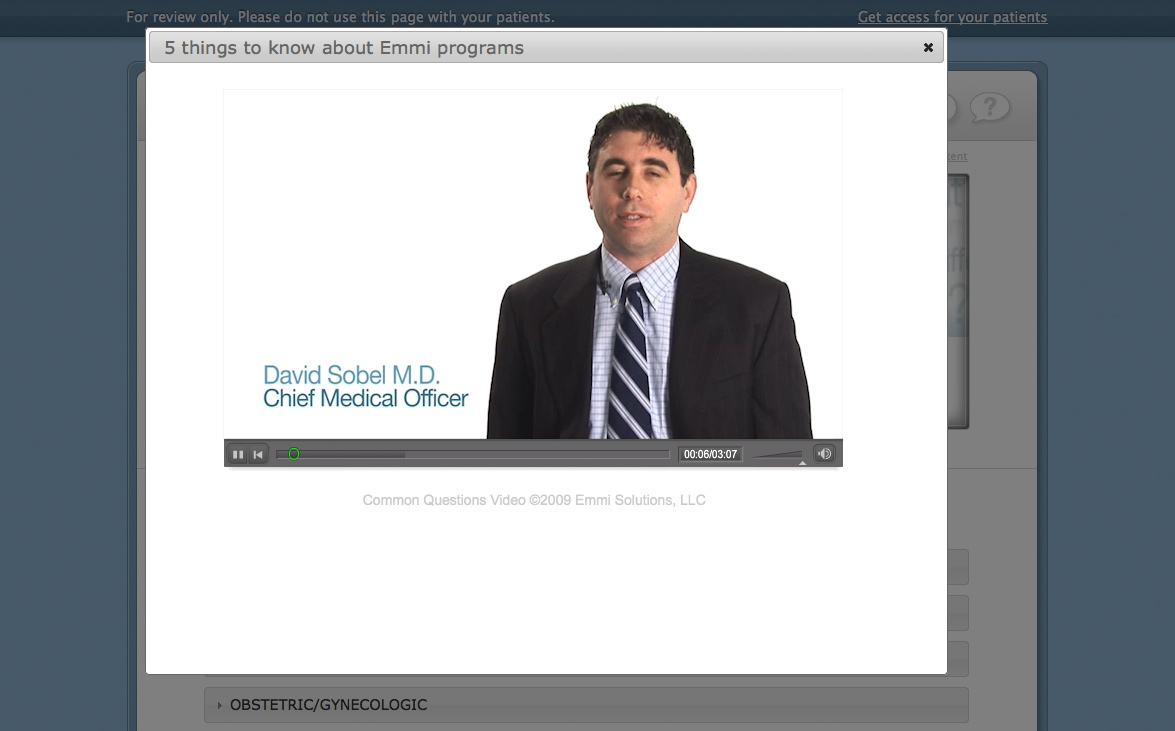 For review only. Please do not use this page with your patients.
Get access for your patients
5 things to know about Emmi programs
?
tent
David Sobel M.D.
Chief Medical Officer
00:06/03:07
Common Questions Video ©2009 Emmi Solutions, LLC
OBSTETRIC/GYNECOLOGIC